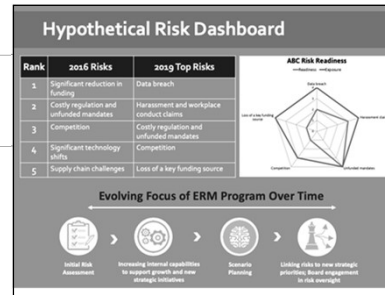 Hypothetical Risk Dashboard
Rank 2016 Risks 2019 Top Risks
1 Significant reduction in funding Data breach
2 Costly regulation and unfunded mandates Harassment and workplace conduct claims
3 Competition Costly regulation and unfunded mandates
4 Significant technology shifts Competition
5 Supply chain challenges Loss of a key funding source
ABC Risk Readiness
Readiness Exposure
Data breach
Loss of a key funding
source
Harassment claims
Competition
Unfunded mandates
Evolving Focus of ERM Program Over Time
Initial Risk
Assessment
Increasing internal capabilities
to support growth and new
strategic initiatives
Scenario
Planning
Linking risks to new strategic
priorities; Board engagement
in risk oversight